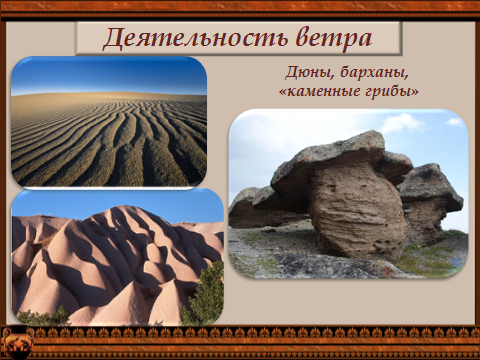 Деятельность ветра
Дюны, барханы,
«каменные грибы»